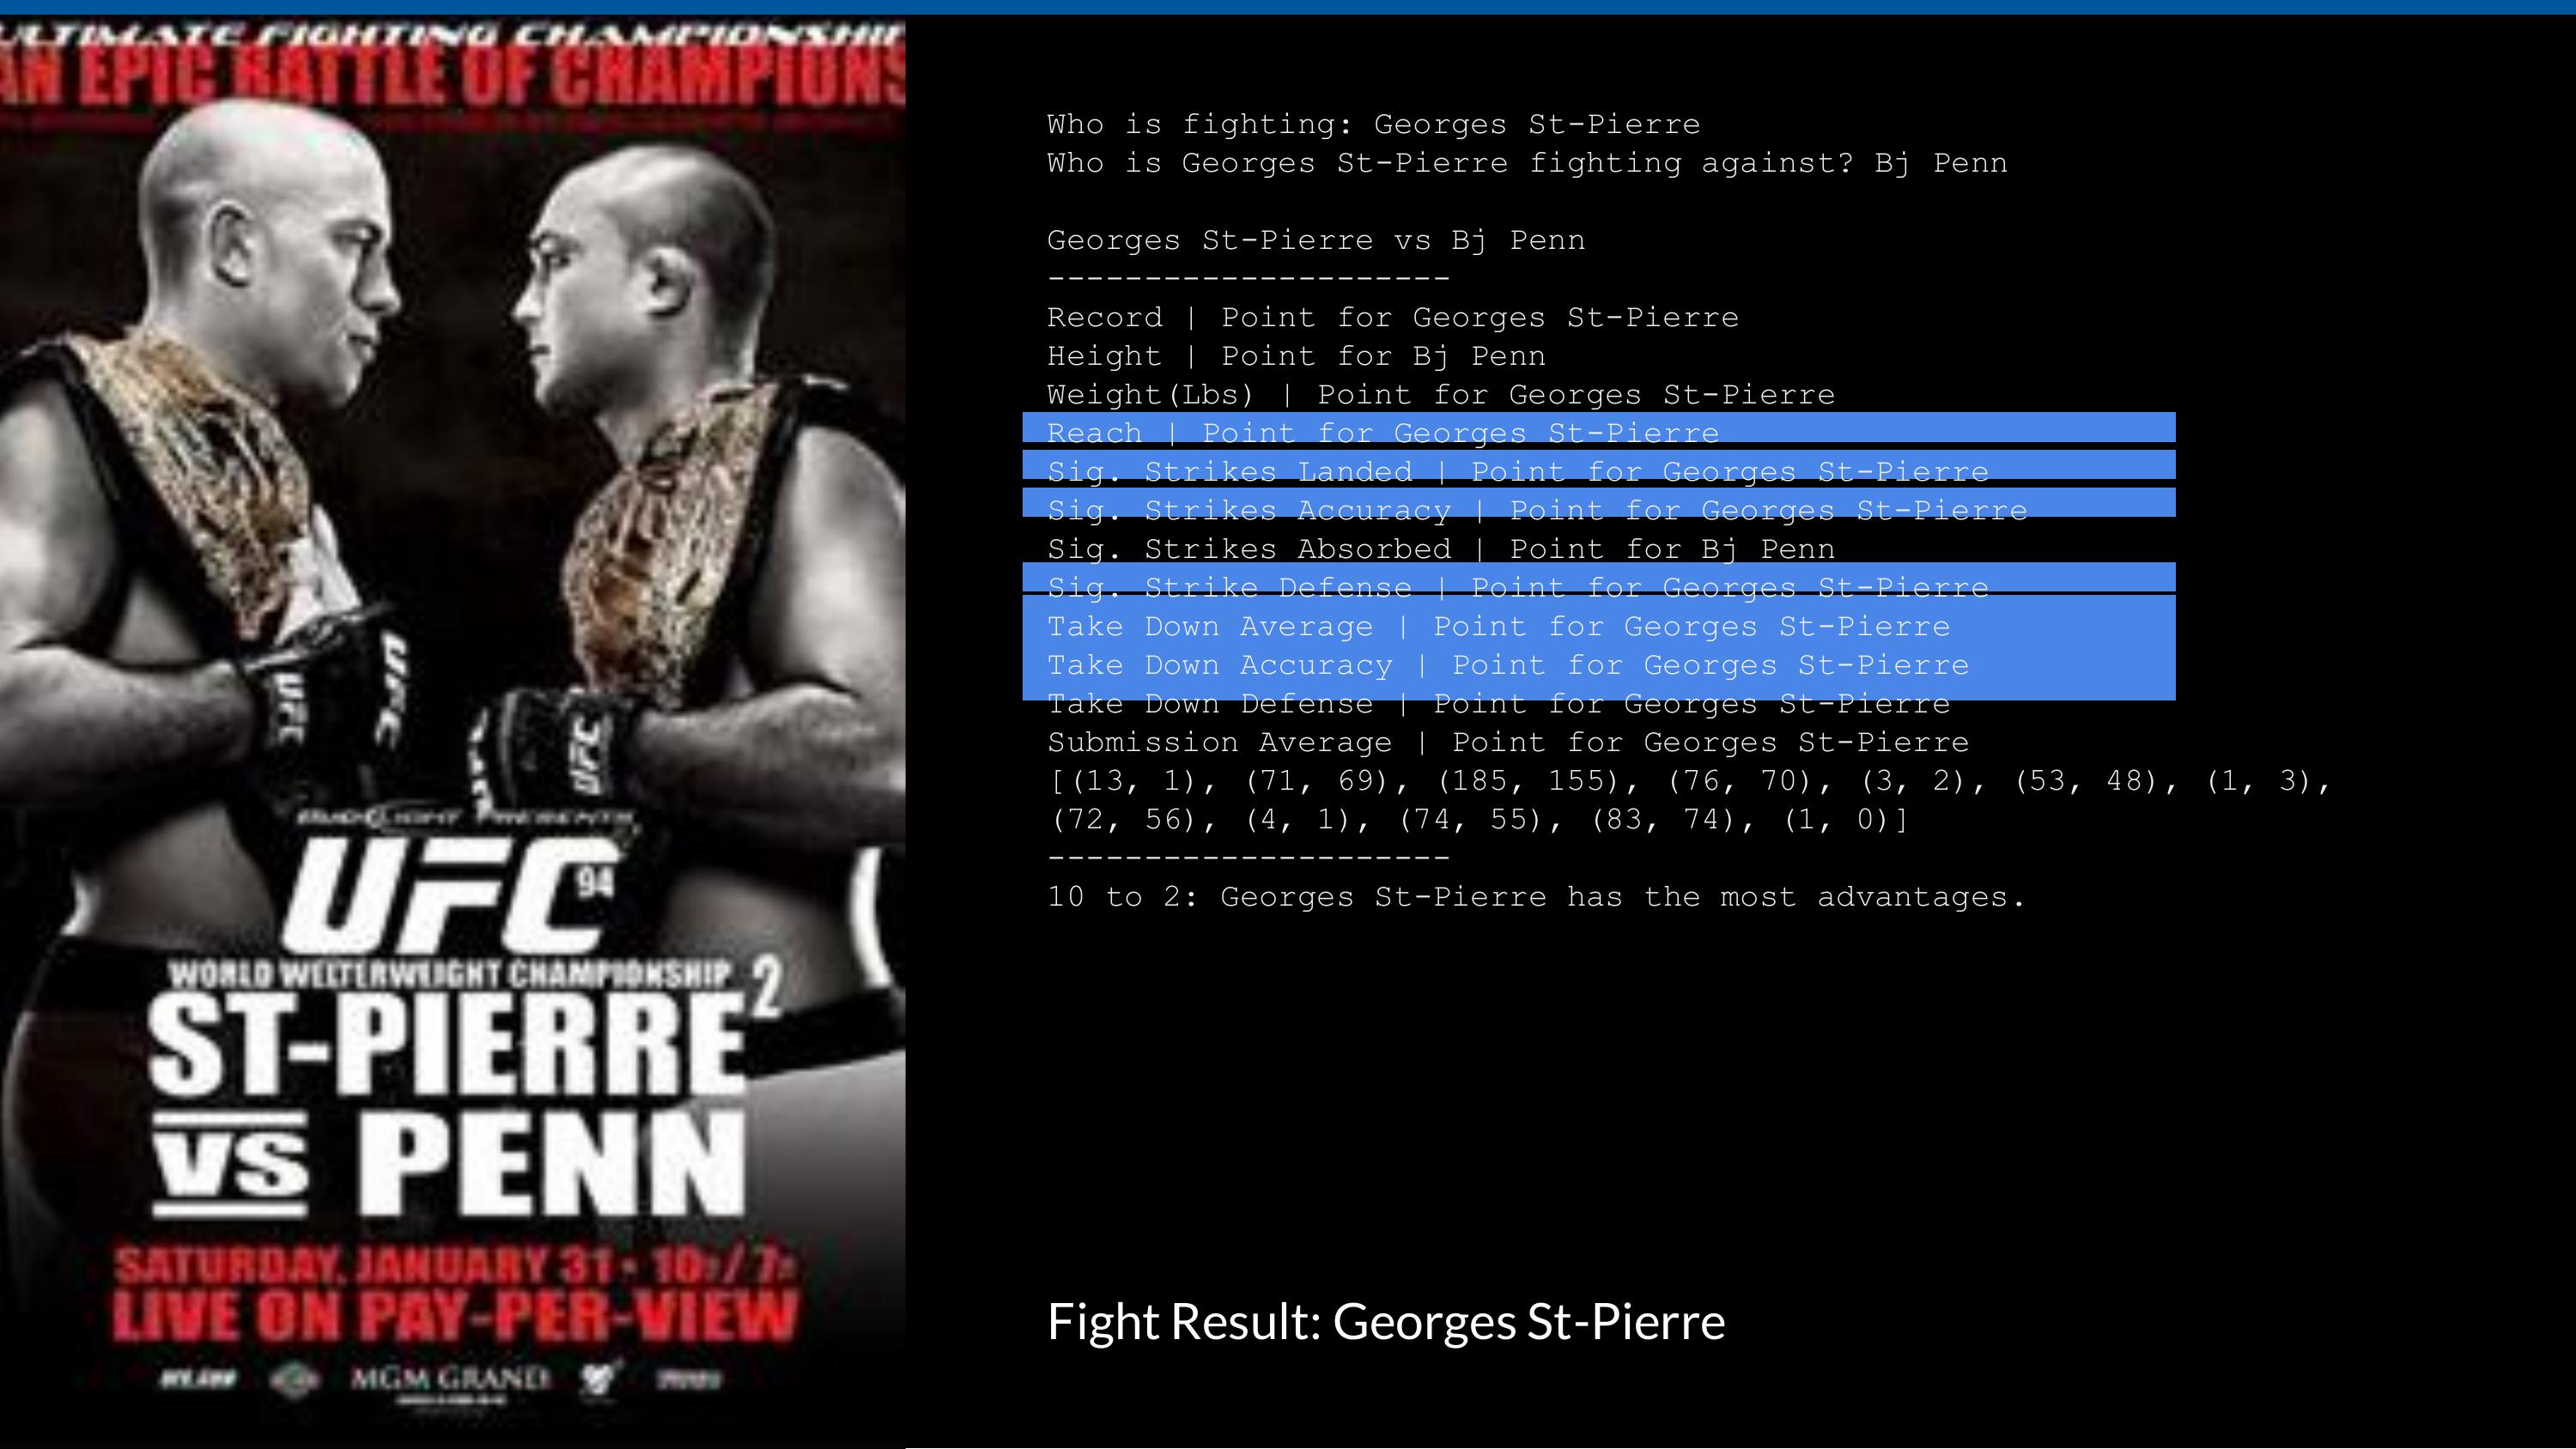 ULTIMATE FIGHTING CHAMPIONSHIP
AN EPIC BATTLE OF CHAMPIONS
UFC
UFC
UFC
UFC 94
WORLD WELTERWEIGHT CHAMPIONSHIP
ST-PIERRE 2
VS PENN
SATURDAY, JANUARY 31
LIVE ON PAY-PER-VIEW
MGM GRAND
Who is fighting: Georges St-Pierre
Who is Georges St-Pierre fighting against? Bj Penn
Georges St-Pierre vs Bj Penn
---------------------
Record | Point for Georges St-Pierre
Height | Point for Bj Penn
Weight(Lbs) | Point for Georges St-Pierre
Reach | Point for Georges St-Pierre
Sig. Strikes Landed | Point for Georges St-Pierre
Sig. Strikes Accuracy | Point for Georges St-Pierre
Sig. Strikes Absorbed | Point for Bj Penn
Sig. Strike Defense | Point for Georges St-Pierre
Take Down Average | Point for Georges St-Pierre
Take Down Accuracy | Point for Georges St-Pierre
Take Down Defense | Point for Georges St-Pierre
Submission Average | Point for Georges St-Pierre
[(13, 1), (71, 69), (185, 155), (76, 70), (3, 2), (53, 48), (1, 3),
(72, 56), (4, 1), (74, 55), (83, 74), (1, 0)]
---------------------
10 to 2: Georges St-Pierre has the most advantages.
Fight Result: Georges St-Pierre